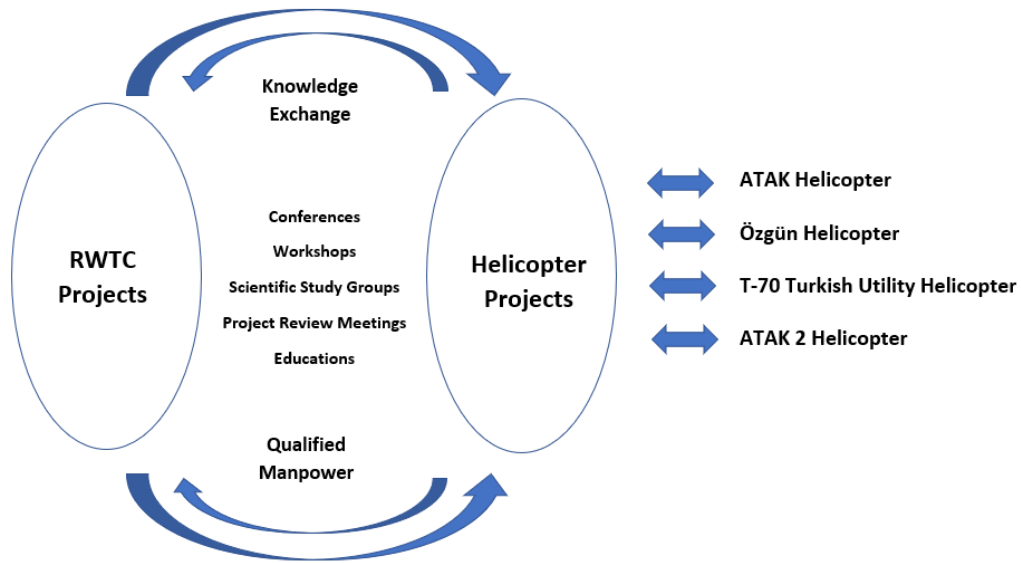 Knowledge
Exchange
RWTC
Projects
Conferences
Workshops
Scientific Study Groups
Project Review Meetings
Educations
Qualified
Manpower
Helicopter
Projects
ATAK Helicopter
Özgün Helicopter
T-70 Turkish Utility Helicopter
ATAK 2 Helicopter